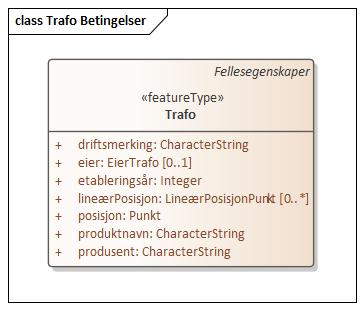 class Trafo Betingelser
Fellesegenskaper
«featureType»
Trafo
+ driftsmerking: CharacterString
+ eier: EierTrafo [0..1]
+ etableringsår: Integer
+ lineærPosisjon: LineærPosisjonPunkt [0..*]
+ posisjon: Punkt
+ produktnavn: CharacterString
+ produsent: CharacterString